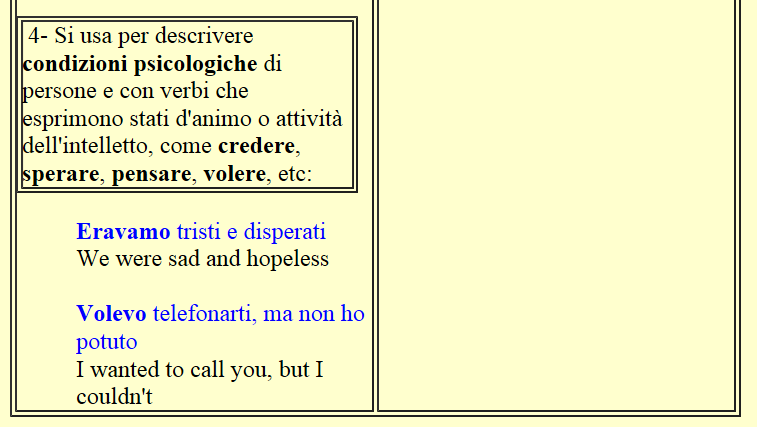 4- Si usa per descrivere
condizioni psicologiche di
persone e con verbi che
esprimono stati d'animo o attività
dell'intelletto, come credere,
sperare, pensare, volere, etc:
Eravamo tristi e disperati
We were sad and hopeless
Volevo telefonarti, ma non ho
potuto
I wanted to call you, but I
couldn't